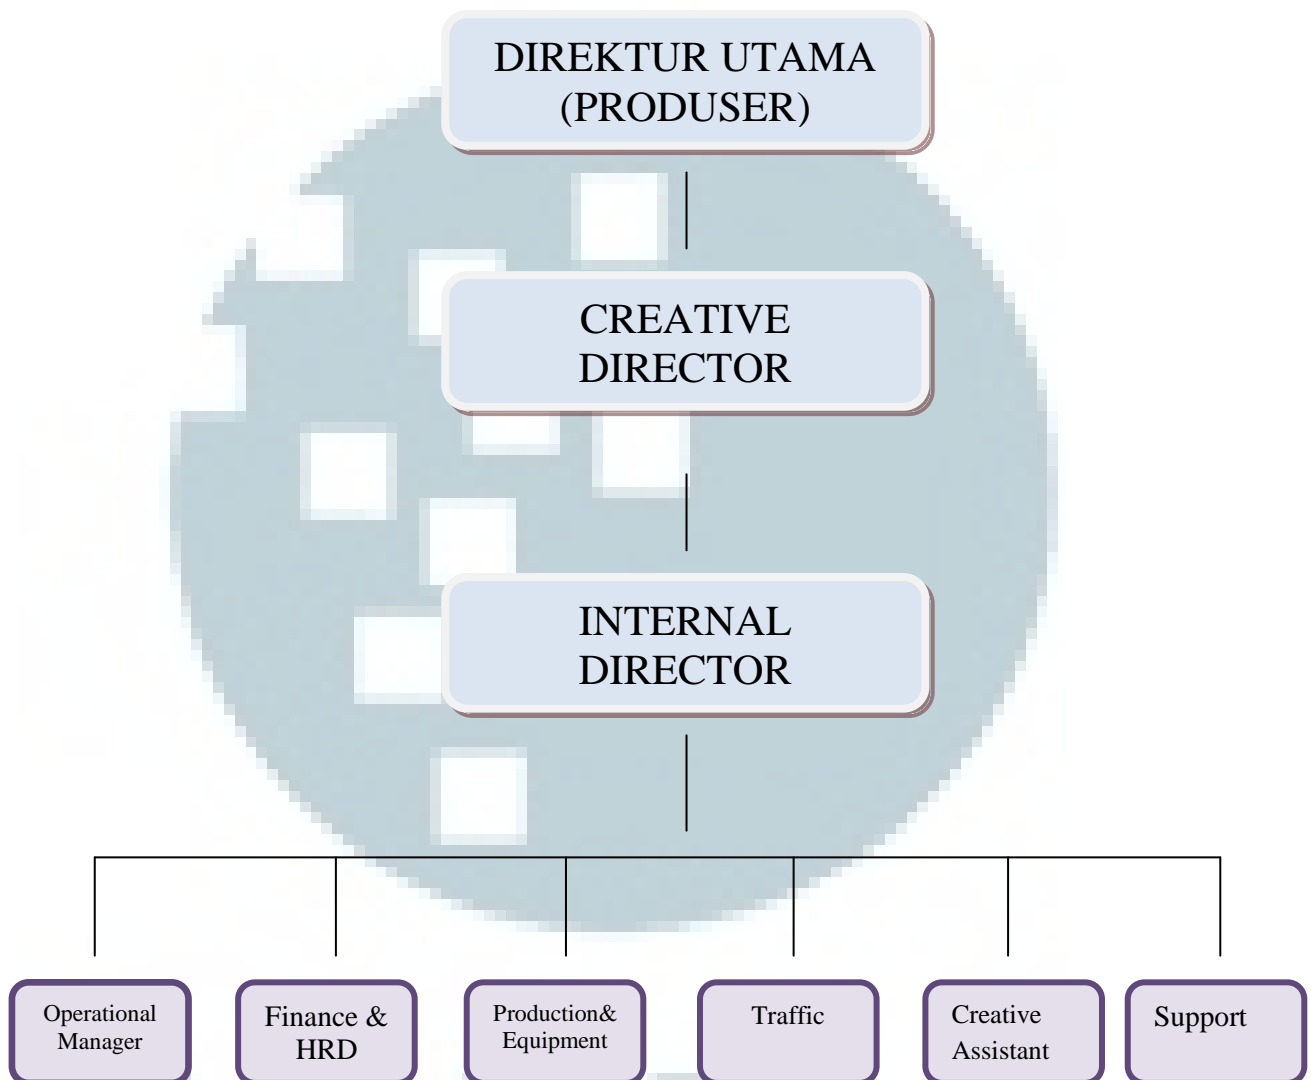 DIREKTUR UTAMA
(PRODUSER)
CREATIVE
DIRECTOR
INTERNAL
DIRECTOR
Operational
Manager
Finance &
HRD
Production&
Equipment
Traffic
Creative
Assistant
Support